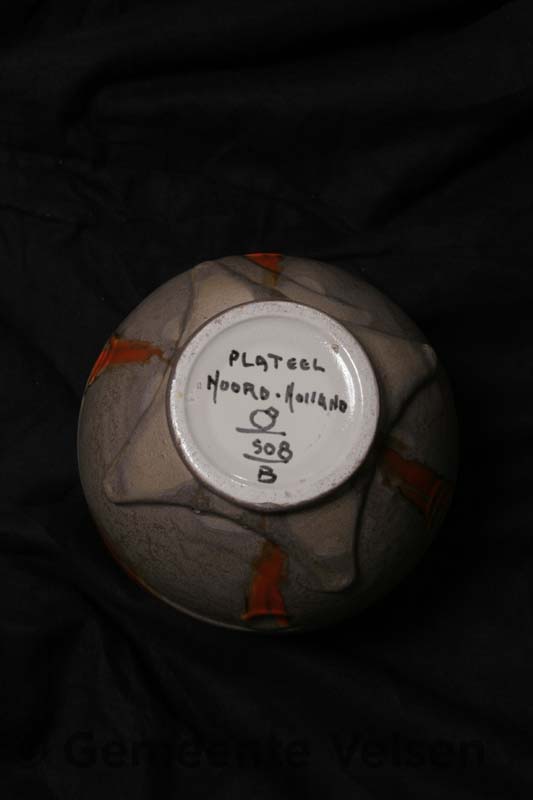 PLATEEL
NOORD-HOLLAND
508
B
© Gemeente Velsen